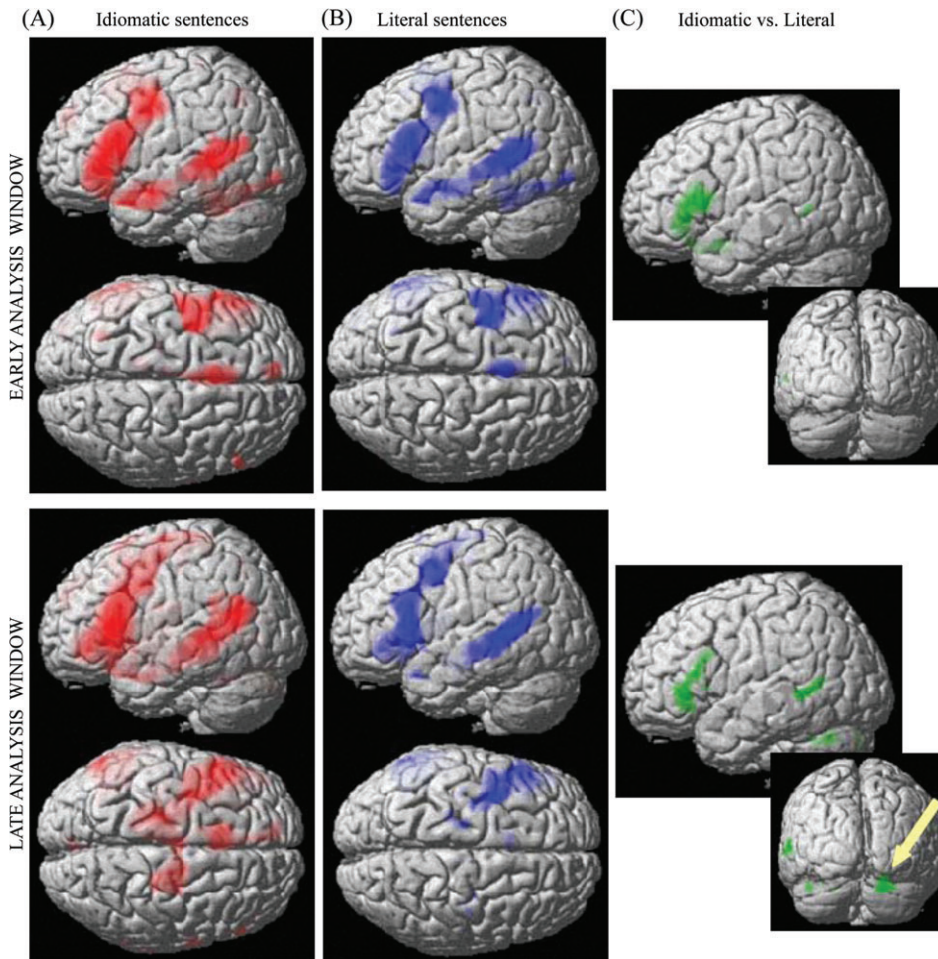 (A) Idiomatic sentences (B) Literal sentences (C) Idiomatic vs. Literal
EARLY ANALYSIS WINDOW
LATE ANALYSIS WINDOW